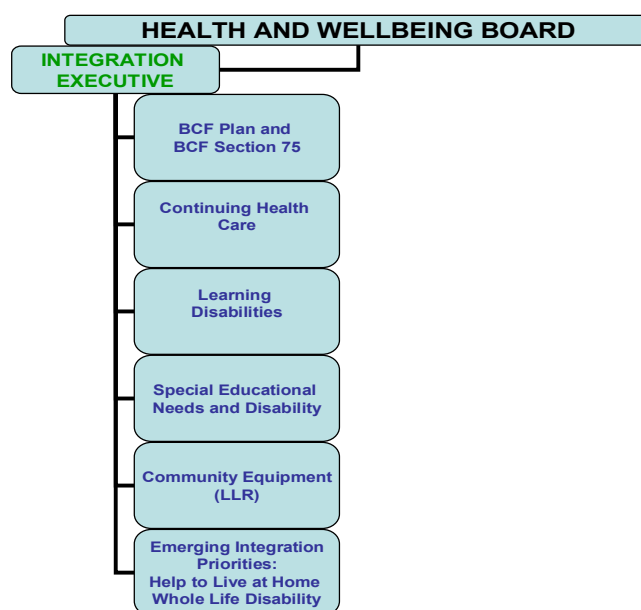 HEALTH AND WELLBEING BOARD
INTEGRATION
EXECUTIVE
BCF Plan and
BCF Section 75
Continuing Health
Care
Learning
Disabilities
Special Educational
Needs and Disability
Community Equipment
(LLR)
Emerging Integration
Priorities:
Help to Live at Home
Whole Life Disability